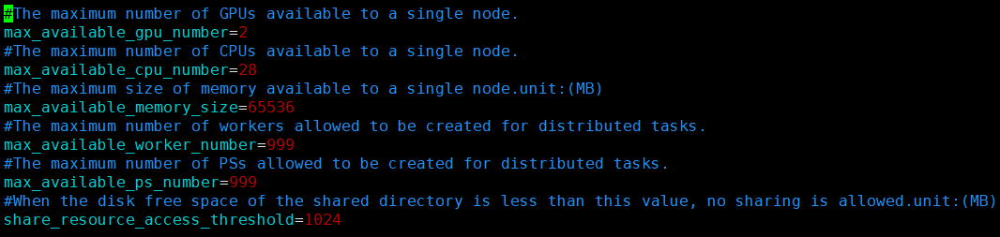 #The maximum number of GPUs available to a single node.
max_available_gpu_number=2
#The maximum number of CPUs available to a single node.
max_available_cpu_number=28
#The maximum size of memory available to a single node.unit:(MB)
max_available_memory_size=65536
#The maximum number of workers allowed to be created for distributed tasks.
max_available_worker_number=999
#The maximum number of PSs allowed to be created for distributed tasks.
max_available_ps_number=999
#When the disk free space of the shared directory is less than this value, no sharing is allowed.unit:(MB)
share_resource_access_threshold=1024